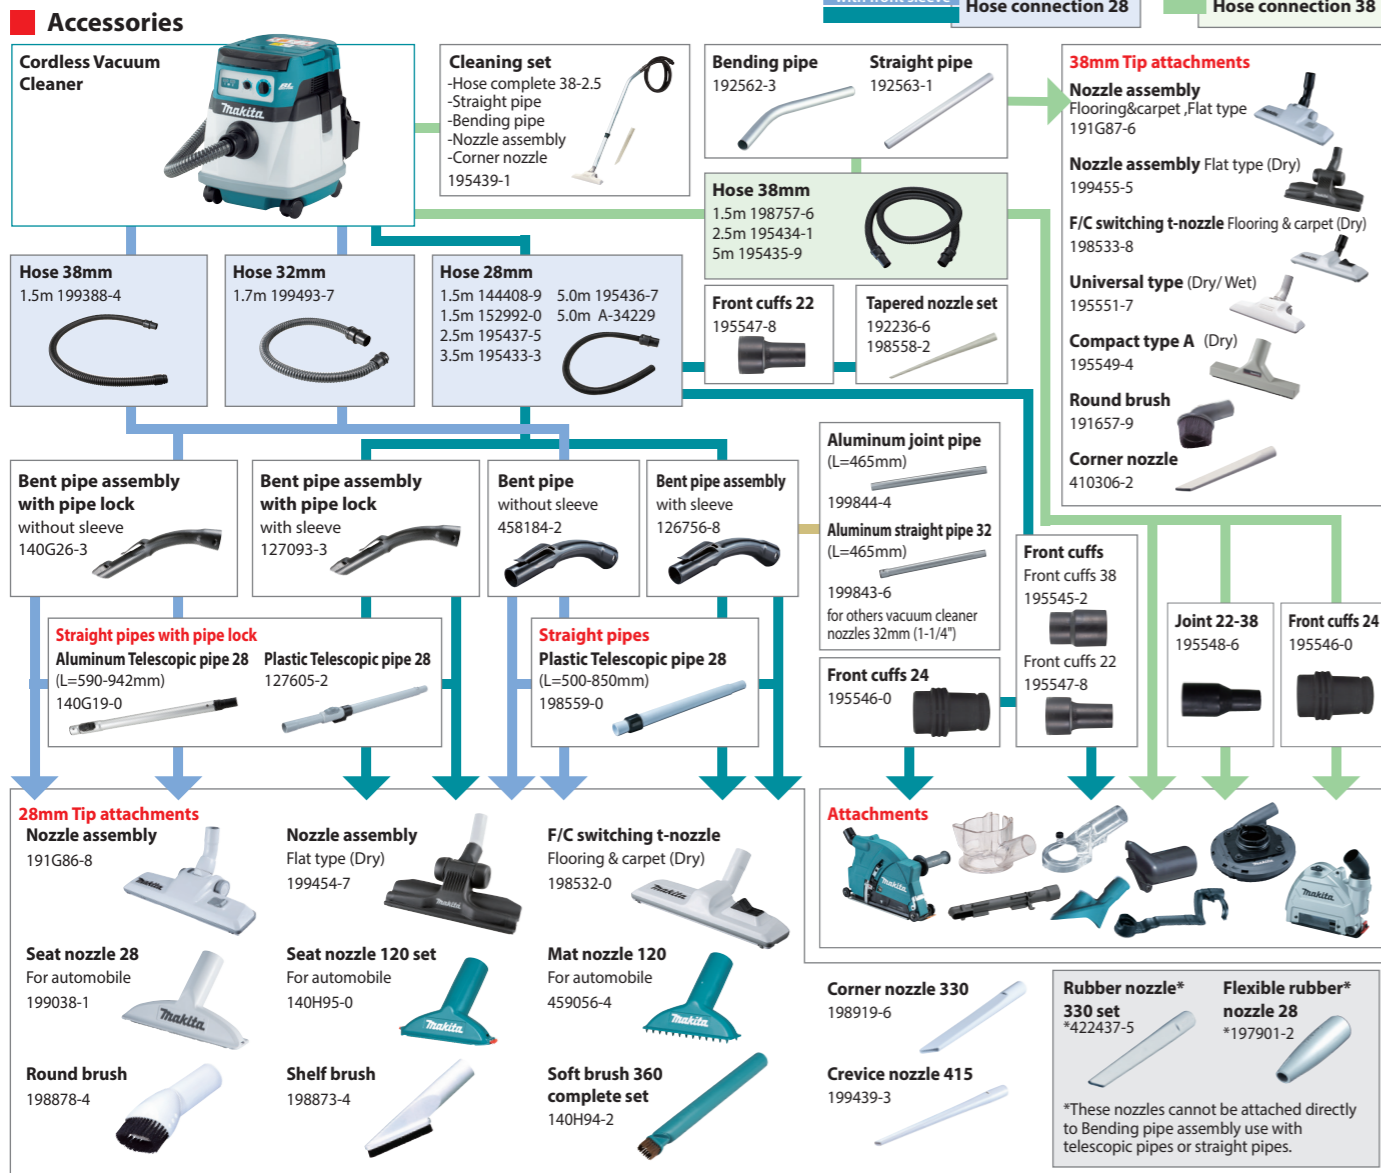 with front sleeve
Hose connection 28
Hose connection 38
Accessories
Cordless Vacuum
Cleaner
Makita
Cleaning set
-Hose complete 38-2.5
-Straight pipe
-Bending pipe
-Nozzle assembly
-Corner nozzle
195439-1
Bending pipe
192562-3
Straight pipe
192563-1
38mm Tip attachments
Nozzle assembly
Flooring&carpet ,Flat type
191G87-6
Nozzle assembly Flat type (Dry)
199455-5
F/C switching t-nozzle Flooring & carpet (Dry)
198533-8
Universal type (Dry/ Wet)
195551-7
Compact type A (Dry)
195549-4
Round brush
191657-9
Corner nozzle
410306-2
Hose 38mm
1.5m 198757-6
2.5m 195434-1
5m 195435-9
Hose 38mm
1.5m 199388-4
Hose 32mm
1.7m 199493-7
Hose 28mm
1.5m 144408-9 5.0m 195436-7
1.5m 152992-0 5.0m A-34229
2.5m 195437-5
3.5m 195433-3
Front cuffs 22
195547-8
Tapered nozzle set
192236-6
198558-2
Bent pipe assembly
with pipe lock
without sleeve
140G26-3
Bent pipe assembly
with pipe lock
with sleeve
127093-3
Bent pipe
without sleeve
458184-2
Bent pipe assembly
with sleeve
126756-8
Aluminum joint pipe
(L=465mm)
199844-4
Aluminum straight pipe 32
(L=465mm)
199843-6
for others vacuum cleaner
nozzles 32mm (1-1/4")
Front cuffs
Front cuffs 38
195545-2
Front cuffs 22
195547-8
Joint 22-38
195548-6
Front cuffs 24
195546-0
Straight pipes with pipe lock
Aluminum Telescopic pipe 28
(L=590-942mm)
140G19-0
Plastic Telescopic pipe 28
127605-2
Straight pipes
Plastic Telescopic pipe 28
(L=500-850mm)
198559-0
Front cuffs 24
195546-0
28mm Tip attachments
Nozzle assembly
191G86-8
Makita
Nozzle assembly
Flat type (Dry)
199454-7
Makita
F/C switching t-nozzle
Flooring & carpet (Dry)
198532-0
Makita
Attachments
Makita
Makita
Seat nozzle 28
For automobile
199038-1
Makita
Seat nozzle 120 set
For automobile
140H95-0
Makita
Mat nozzle 120
For automobile
459056-4
Makita
Corner nozzle 330
198919-6
Rubber nozzle*
330 set
*422437-5
Flexible rubber*
nozzle 28
*197901-2
Round brush
198878-4
Shelf brush
198873-4
Soft brush 360
complete set
140H94-2
Crevice nozzle 415
199439-3
*These nozzles cannot be attached directly
to Bending pipe assembly use with
telescopic pipes or straight pipes.